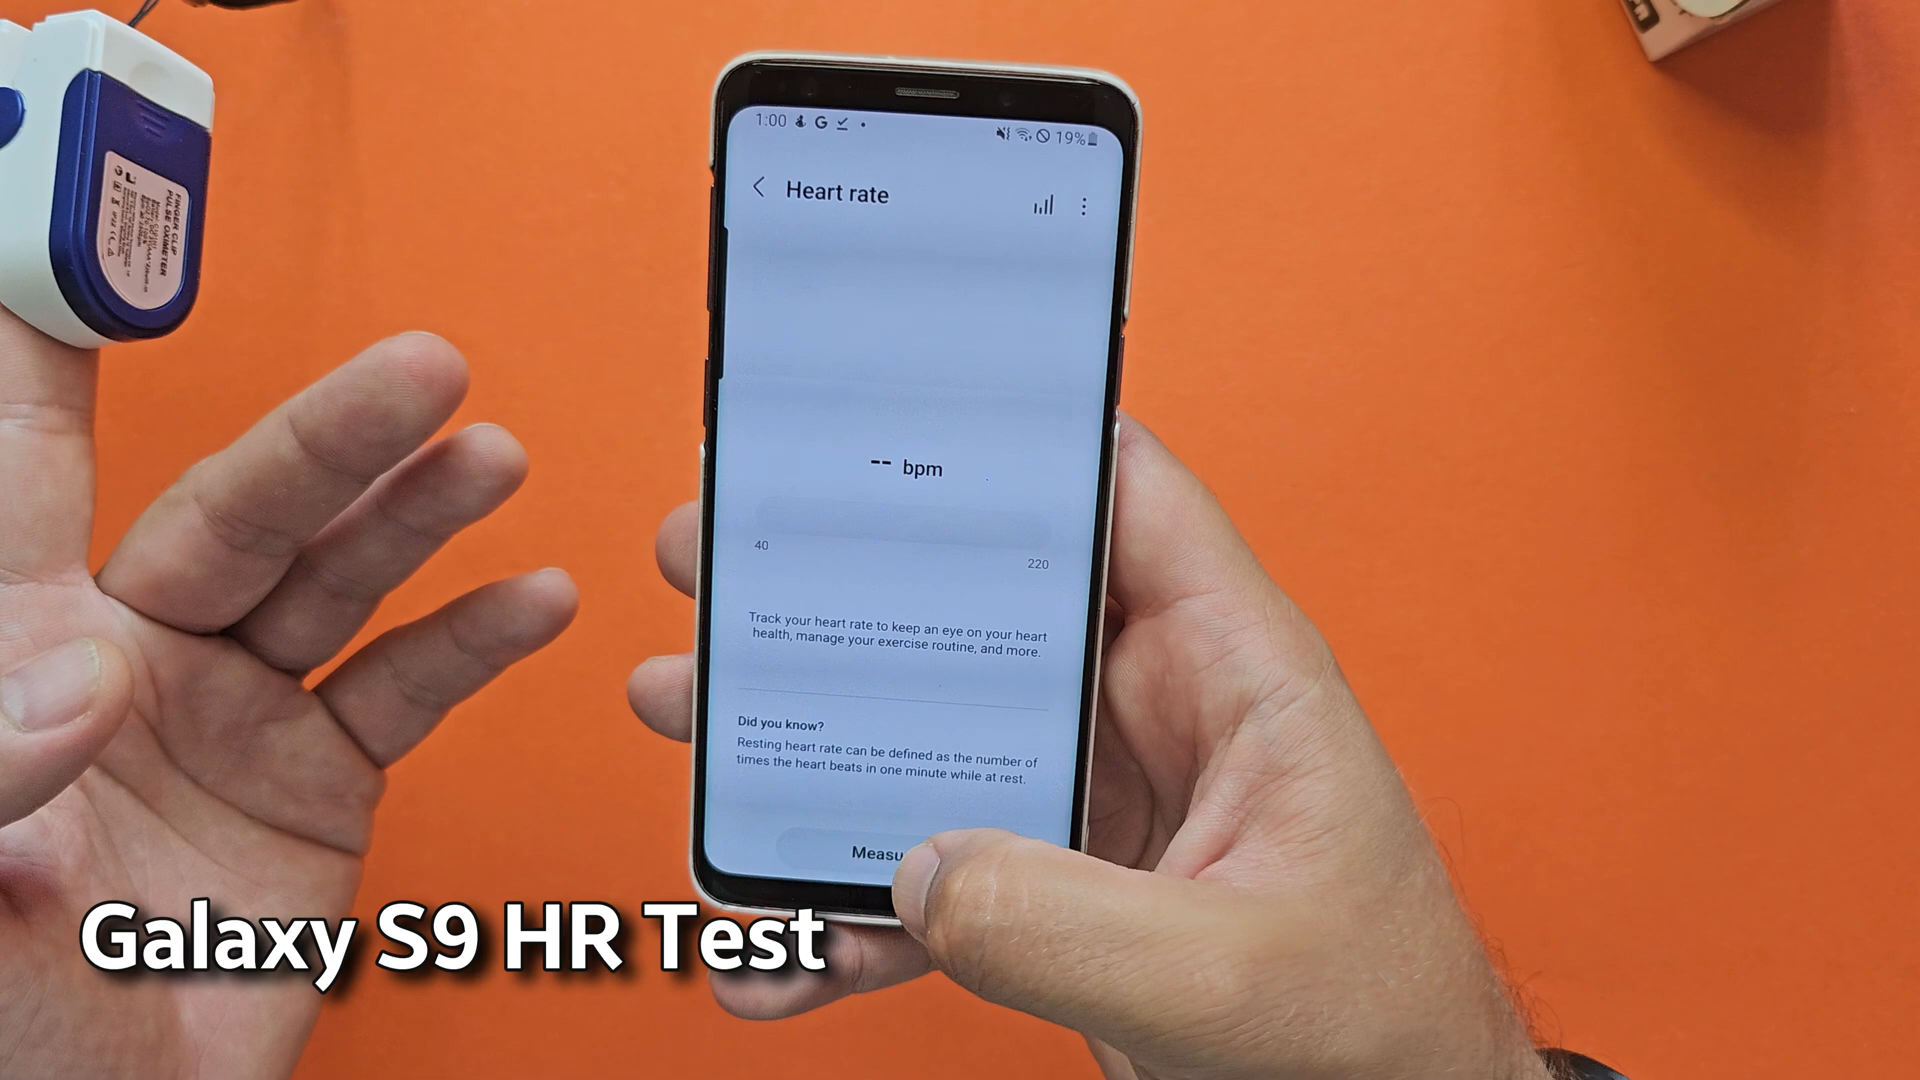 FINGER CLIP
PULSE OXIMETER
1:00
19%
Heart rate
-- bpm
40
220
Track your heart rate to keep an eye on your heart
health, manage your exercise routine, and more.
Did you know?
Resting heart rate can be defined as the number of
times the heart beats in one minute while at rest.
Measu
Galaxy S9 HR Test